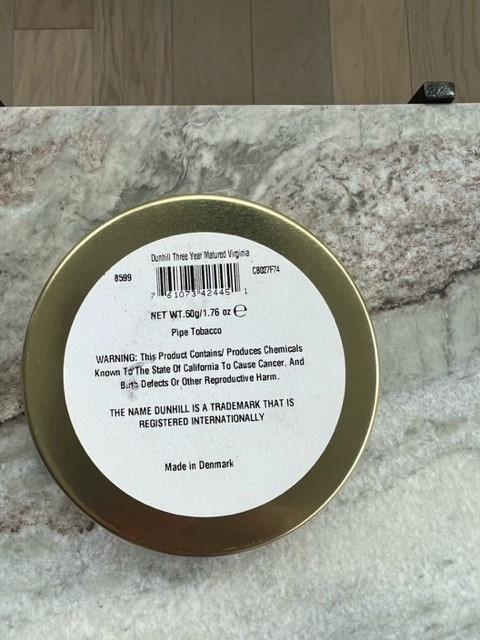 Dunhill Three Year Matured Virginia
8599
CB027F74
7 61073 42445 1
NET WT.50g/1.76 oz ℮
Pipe Tobacco
WARNING: This Product Contains/ Produces Chemicals
Known To The State Of California To Cause Cancer, And
Birth Defects Or Other Reproductive Harm.
THE NAME DUNHILL IS A TRADEMARK THAT IS
REGISTERED INTERNATIONALLY
Made in Denmark